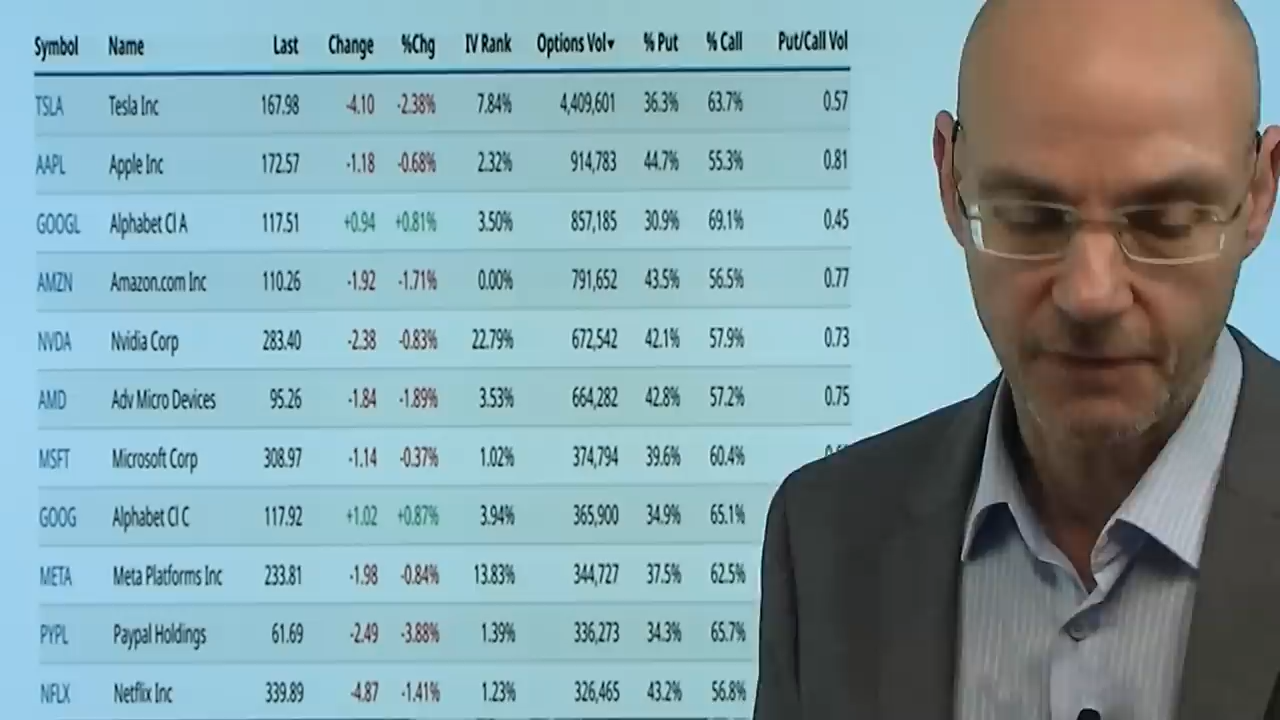 Symbol Name Last Change %Chg IV Rank Options Vol▾ % Put % Call Put/Call Vol
TSLA Tesla Inc 167.98 -4.10 -2.38% 7.84% 4,409,601 36.3% 63.7% 0.57
AAPL Apple Inc 172.57 -1.18 -0.68% 2.32% 914,783 44.7% 55.3% 0.81
GOOGL Alphabet Cl A 117.51 +0.94 +0.81% 3.50% 857,185 30.9% 69.1% 0.45
AMZN Amazon.com Inc 110.26 -1.92 -1.71% 0.00% 791,652 43.5% 56.5% 0.77
NVDA Nvidia Corp 283.40 -2.38 -0.83% 22.79% 672,542 42.1% 57.9% 0.73
AMD Adv Micro Devices 95.26 -1.84 -1.89% 3.53% 664,282 42.8% 57.2% 0.75
MSFT Microsoft Corp 308.97 -1.14 -0.37% 1.02% 374,794 39.6% 60.4%
GOOG Alphabet Cl C 117.92 +1.02 +0.87% 3.94% 365,900 34.9% 65.1%
META Meta Platforms Inc 233.81 -1.98 -0.84% 13.83% 344,727 37.5% 62.5%
PYPL Paypal Holdings 61.69 -2.49 -3.88% 1.39% 336,273 34.3% 65.7%
NFLX Netflix Inc 339.89 -4.87 -1.41% 1.23% 326,465 43.2% 56.8%